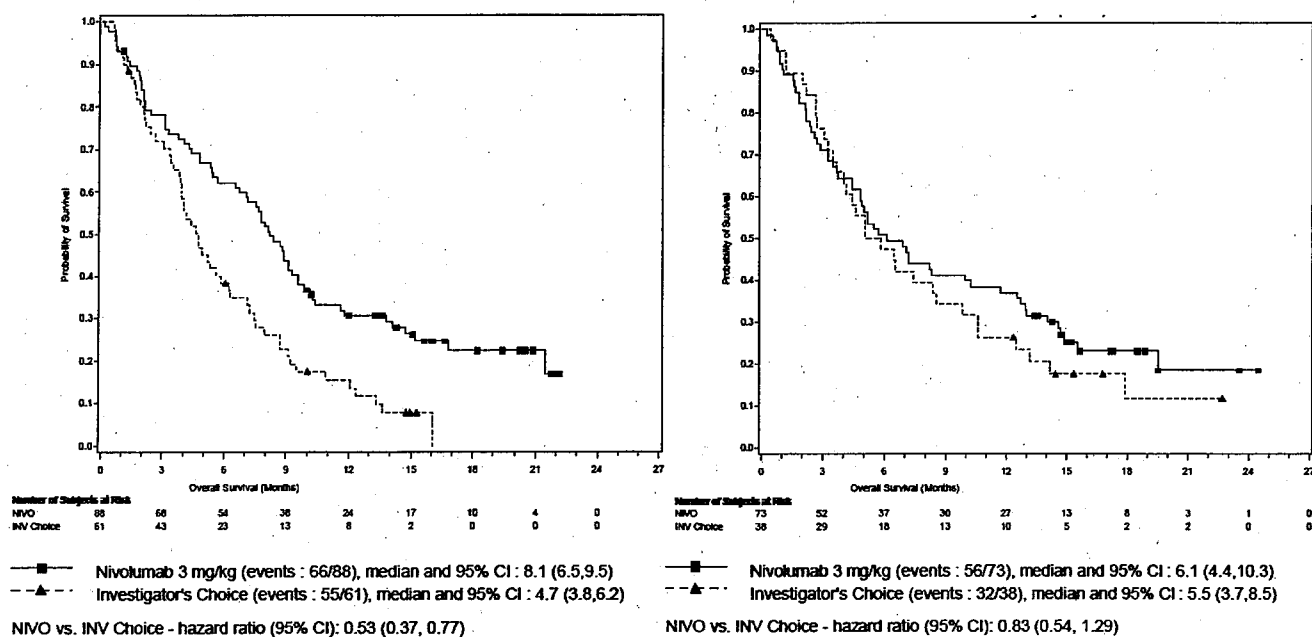 1.0
0.9
0.8
0.7
0.6
0.5
0.4
0.3
0.2
0.1
0.0
Probability of Survival
0 3 6 9 12 15 18 21 24 27
Overall Survival (Months)
Number of Subjects at Risk
NIVO 88 68 54 36 24 17 10 4 0
INV Choice 61 43 23 13 8 2 0 0 0
Nivolumab 3 mg/kg (events : 66/88), median and 95% CI : 8.1 (6.5,9.5)
Investigator's Choice (events : 55/61), median and 95% CI : 4.7 (3.8,6.2)
NIVO vs. INV Choice - hazard ratio (95% CI): 0.53 (0.37, 0.77)
1.0
0.9
0.8
0.7
0.6
0.5
0.4
0.3
0.2
0.1
0.0
Probability of Survival
0 3 6 9 12 15 18 21 24 27
Overall Survival (Months)
Number of Subjects at Risk
NIVO 73 52 37 30 27 13 8 3 1 0
INV Choice 38 29 18 13 10 5 2 2 0 0
Nivolumab 3 mg/kg (events : 56/73), median and 95% CI : 6.1 (4.4,10.3)
Investigator's Choice (events : 32/38), median and 95% CI : 5.5 (3.7,8.5)
NIVO vs. INV Choice - hazard ratio (95% CI): 0.83 (0.54, 1.29)